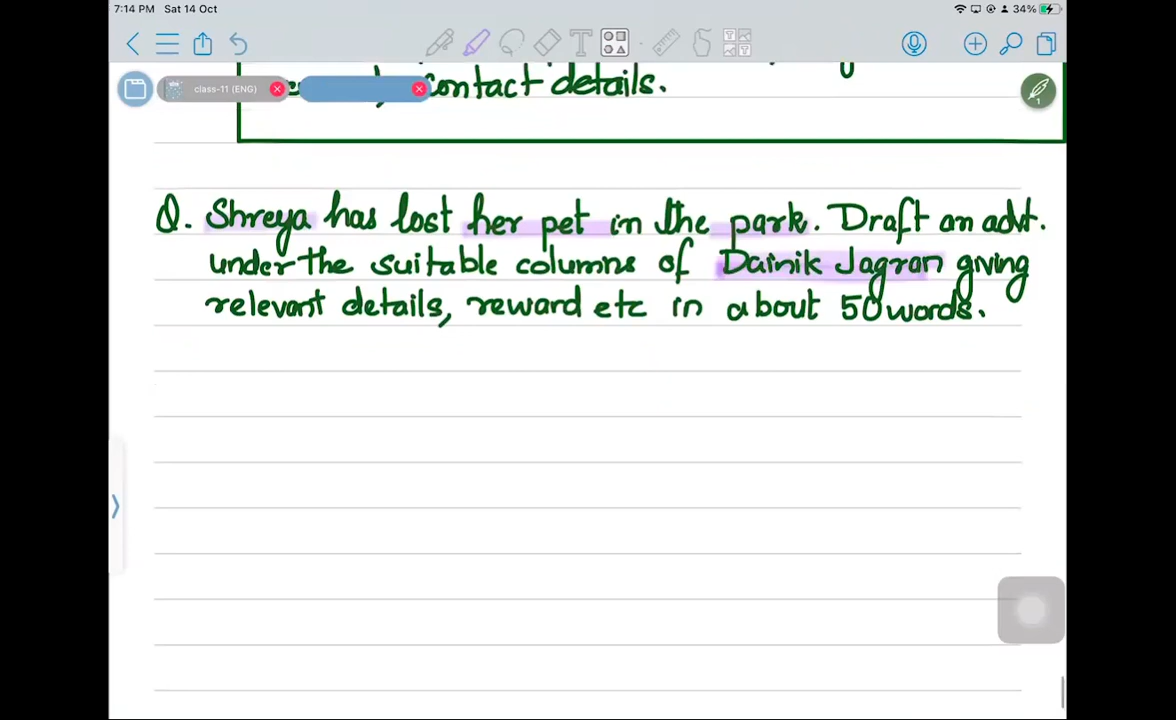 7:14 PM Sat 14 Oct 34%
class-11 (ENG)
contact details.
1
Q. Shreya has lost her pet in the park. Draft an advt.
under the suitable columns of Dainik Jagran giving
relevant details, reward etc in about 50 words.